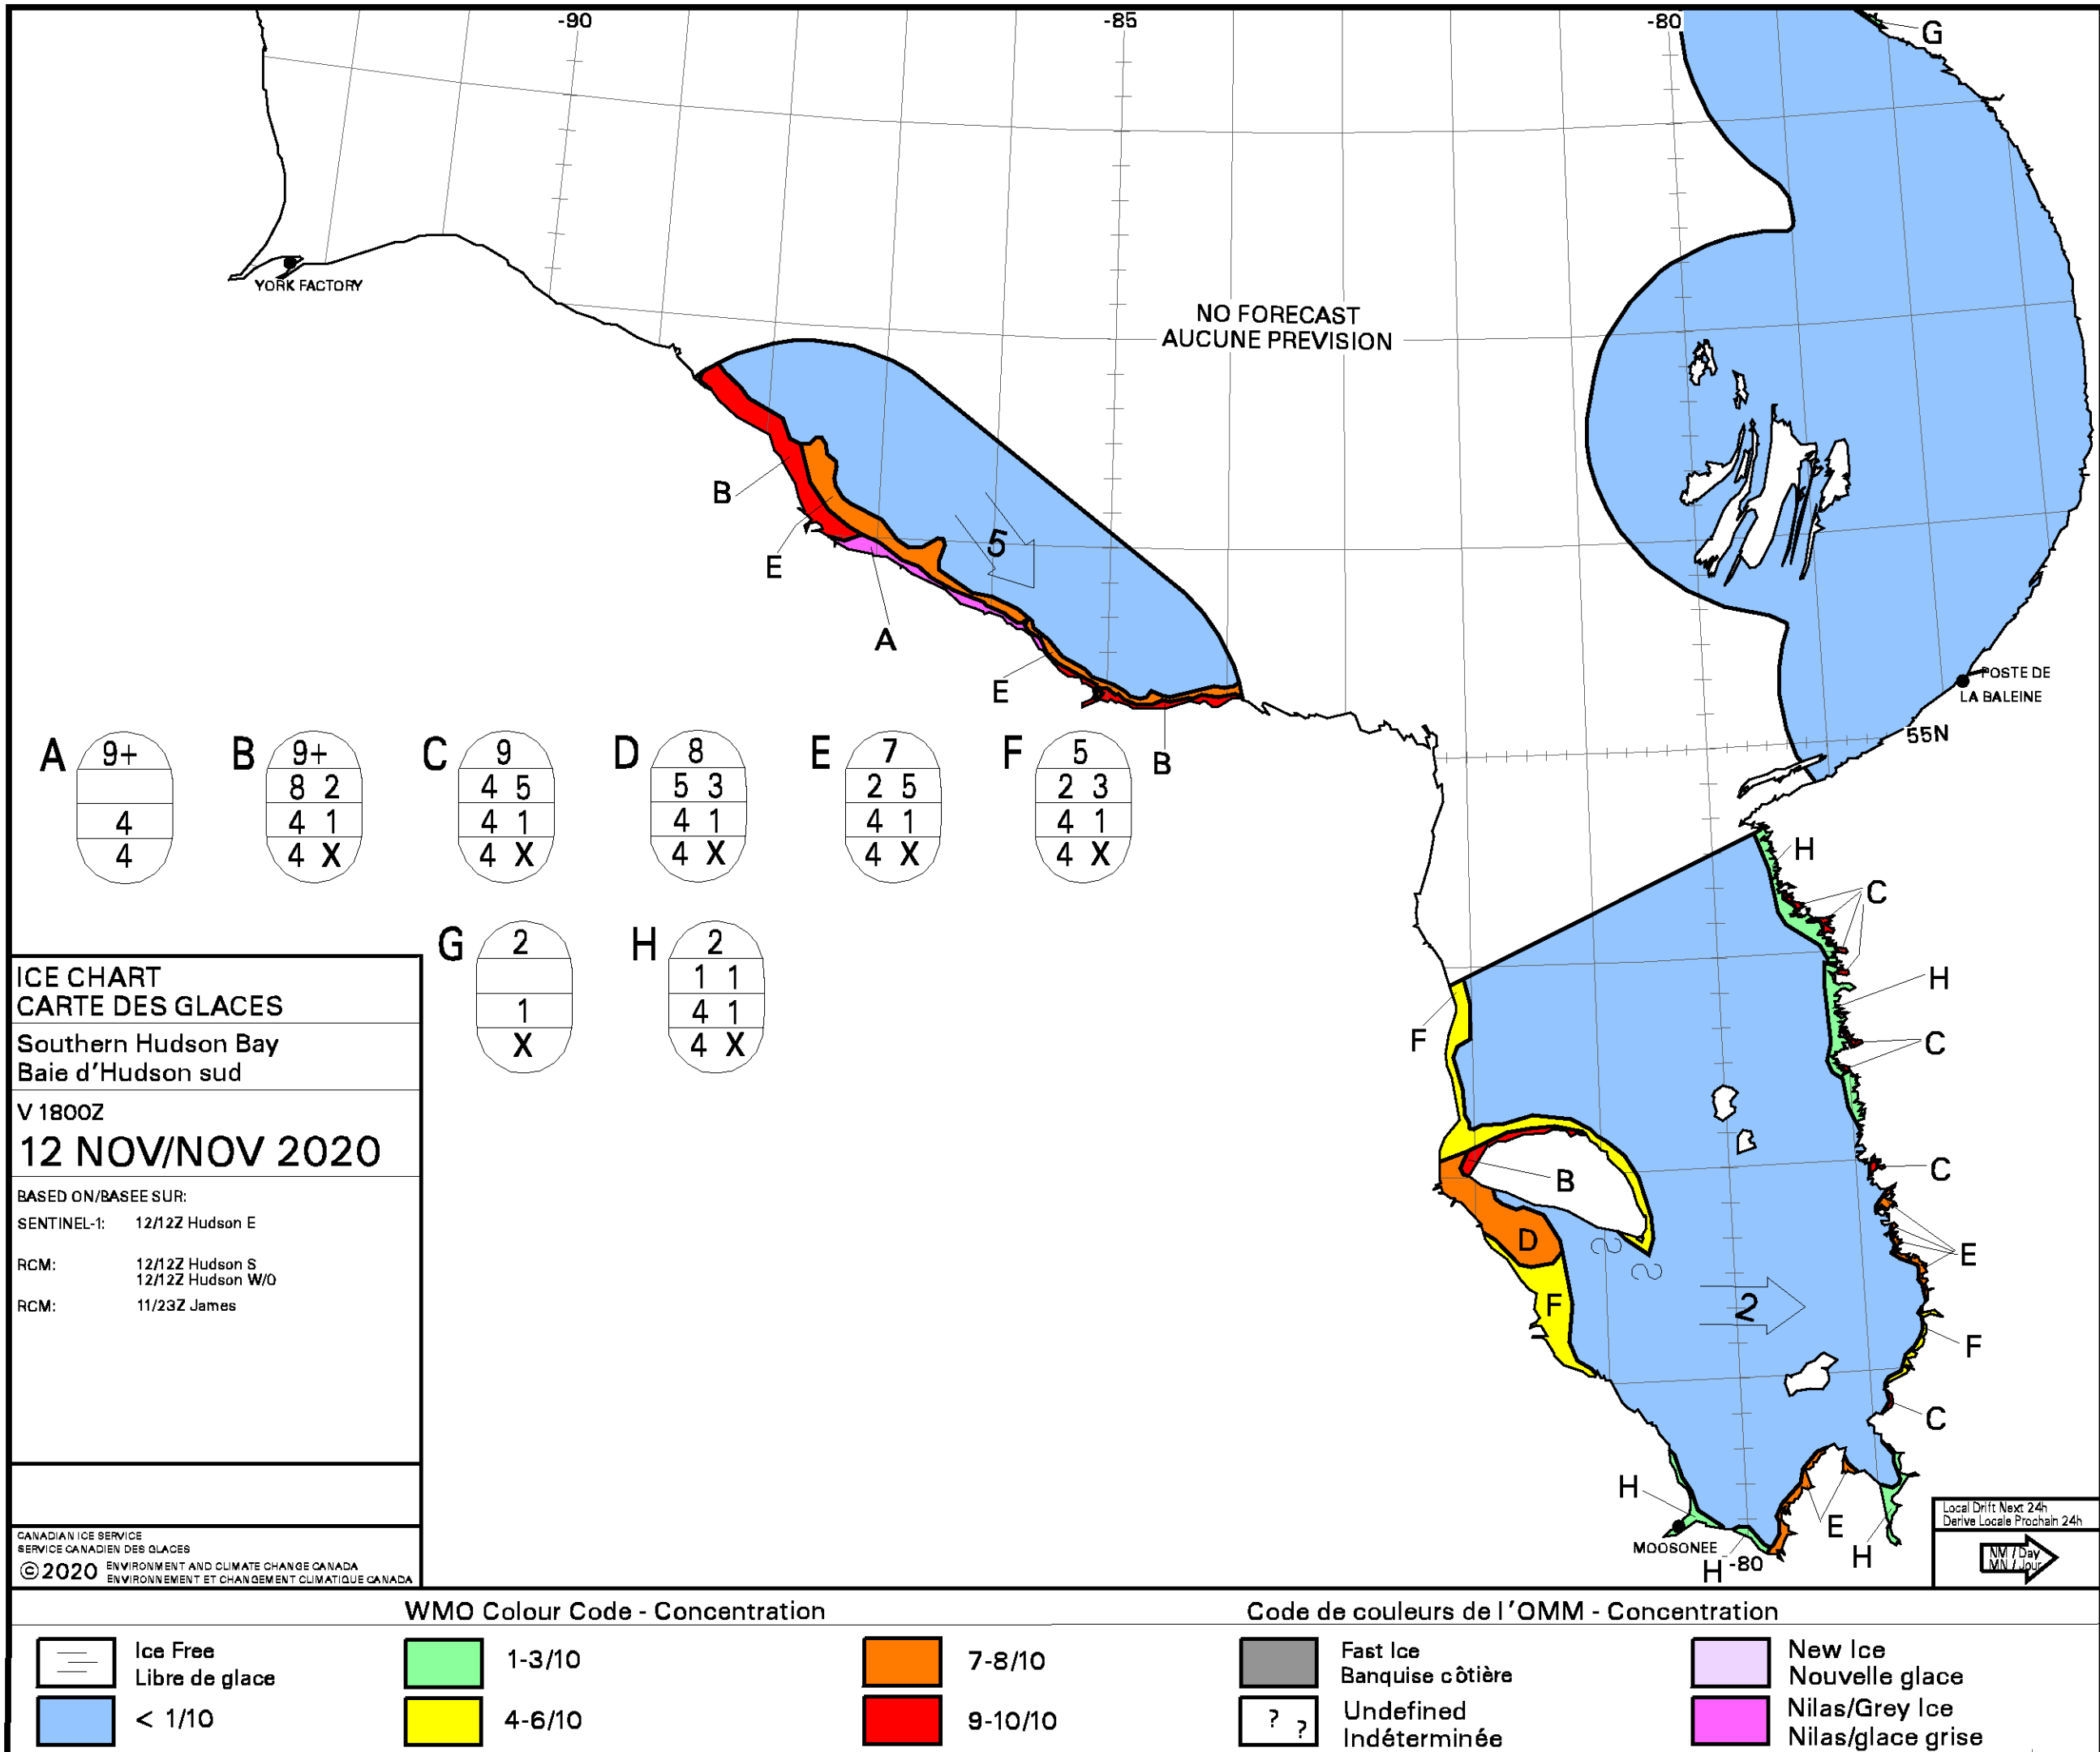 -90 -85 -80
G
YORK FACTORY
NO FORECAST
AUCUNE PREVISION
B
E
5
A
E
B
POSTE DE
LA BALEINE
55N
A 9+ 4 4
B 9+ 8 2 4 1 4 X
C 9 4 5 4 1 4 X
D 8 5 3 4 1 4 X
E 7 2 5 4 1 4 X
F 5 2 3 4 1 4 X
G 2 1 X
H 2 1 1 4 1 4 X
H
C
H
F
C
B
C
D
E
F
2
F
C
H
E
H
MOOSONEE
H
-80
ICE CHART
CARTE DES GLACES
Southern Hudson Bay
Baie d'Hudson sud
V 1800Z
12 NOV/NOV 2020
BASED ON/BASEE SUR:
SENTINEL-1: 12/12Z Hudson E
RCM: 12/12Z Hudson S
12/12Z Hudson W/O
RCM: 11/23Z James
CANADIAN ICE SERVICE
SERVICE CANADIEN DES GLACES
©2020 ENVIRONMENT AND CLIMATE CHANGE CANADA
ENVIRONNEMENT ET CHANGEMENT CLIMATIQUE CANADA
Local Drift Next 24h
Derive Locale Prochain 24h
NM / Day
MN / Jour
WMO Colour Code - Concentration
Code de couleurs de l'OMM - Concentration
Ice Free
Libre de glace
< 1/10
1-3/10
4-6/10
7-8/10
9-10/10
Fast Ice
Banquise côtière
? ?
Undefined
Indéterminée
New Ice
Nouvelle glace
Nilas/Grey Ice
Nilas/glace grise